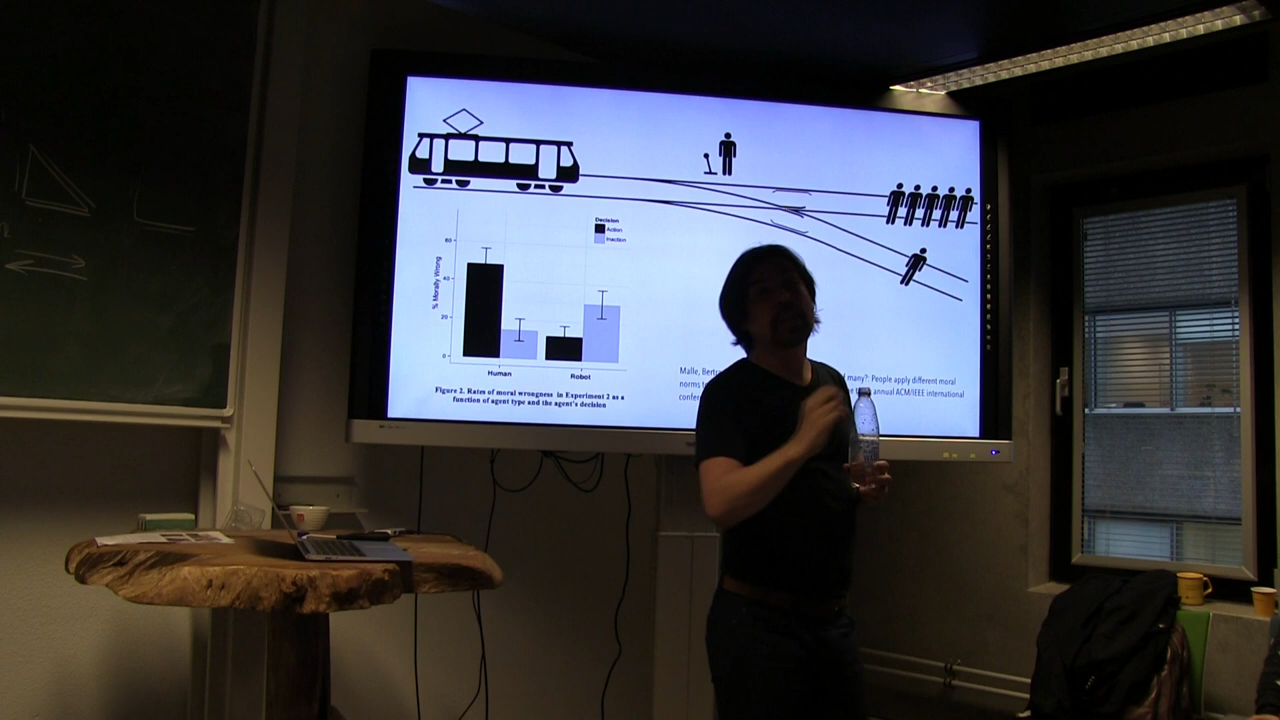 Decision
Action
Inaction
% Morally Wrong
60
40
20
0
Human
Robot
Figure 2. Rates of moral wrongness in Experiment 2 as a
function of agent type and the agent's decision
Malle, Bertr
many?: People apply different moral
norms
annual ACM/IEEE international
confer